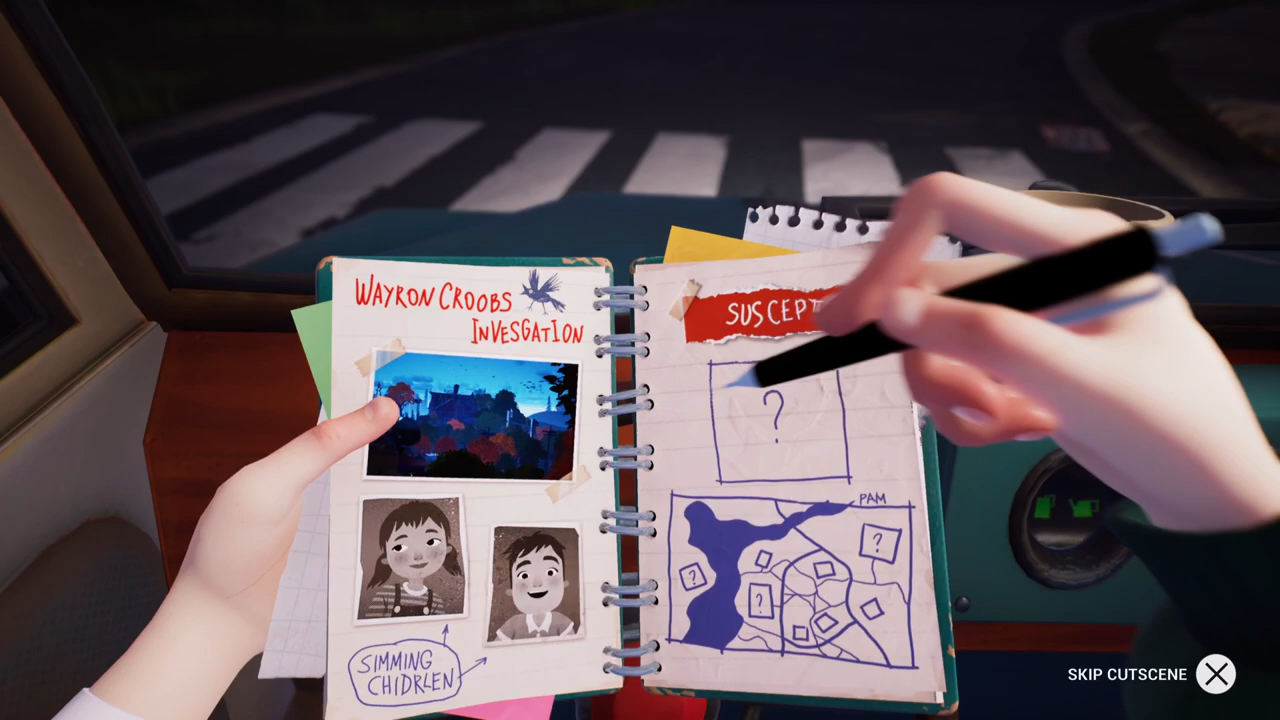 WAYRON CROOBS
INVESGATION
SIMMING
CHIDRLEN
SUSCEPT
?
PAM
?
?
?
SKIP CUTSCENE